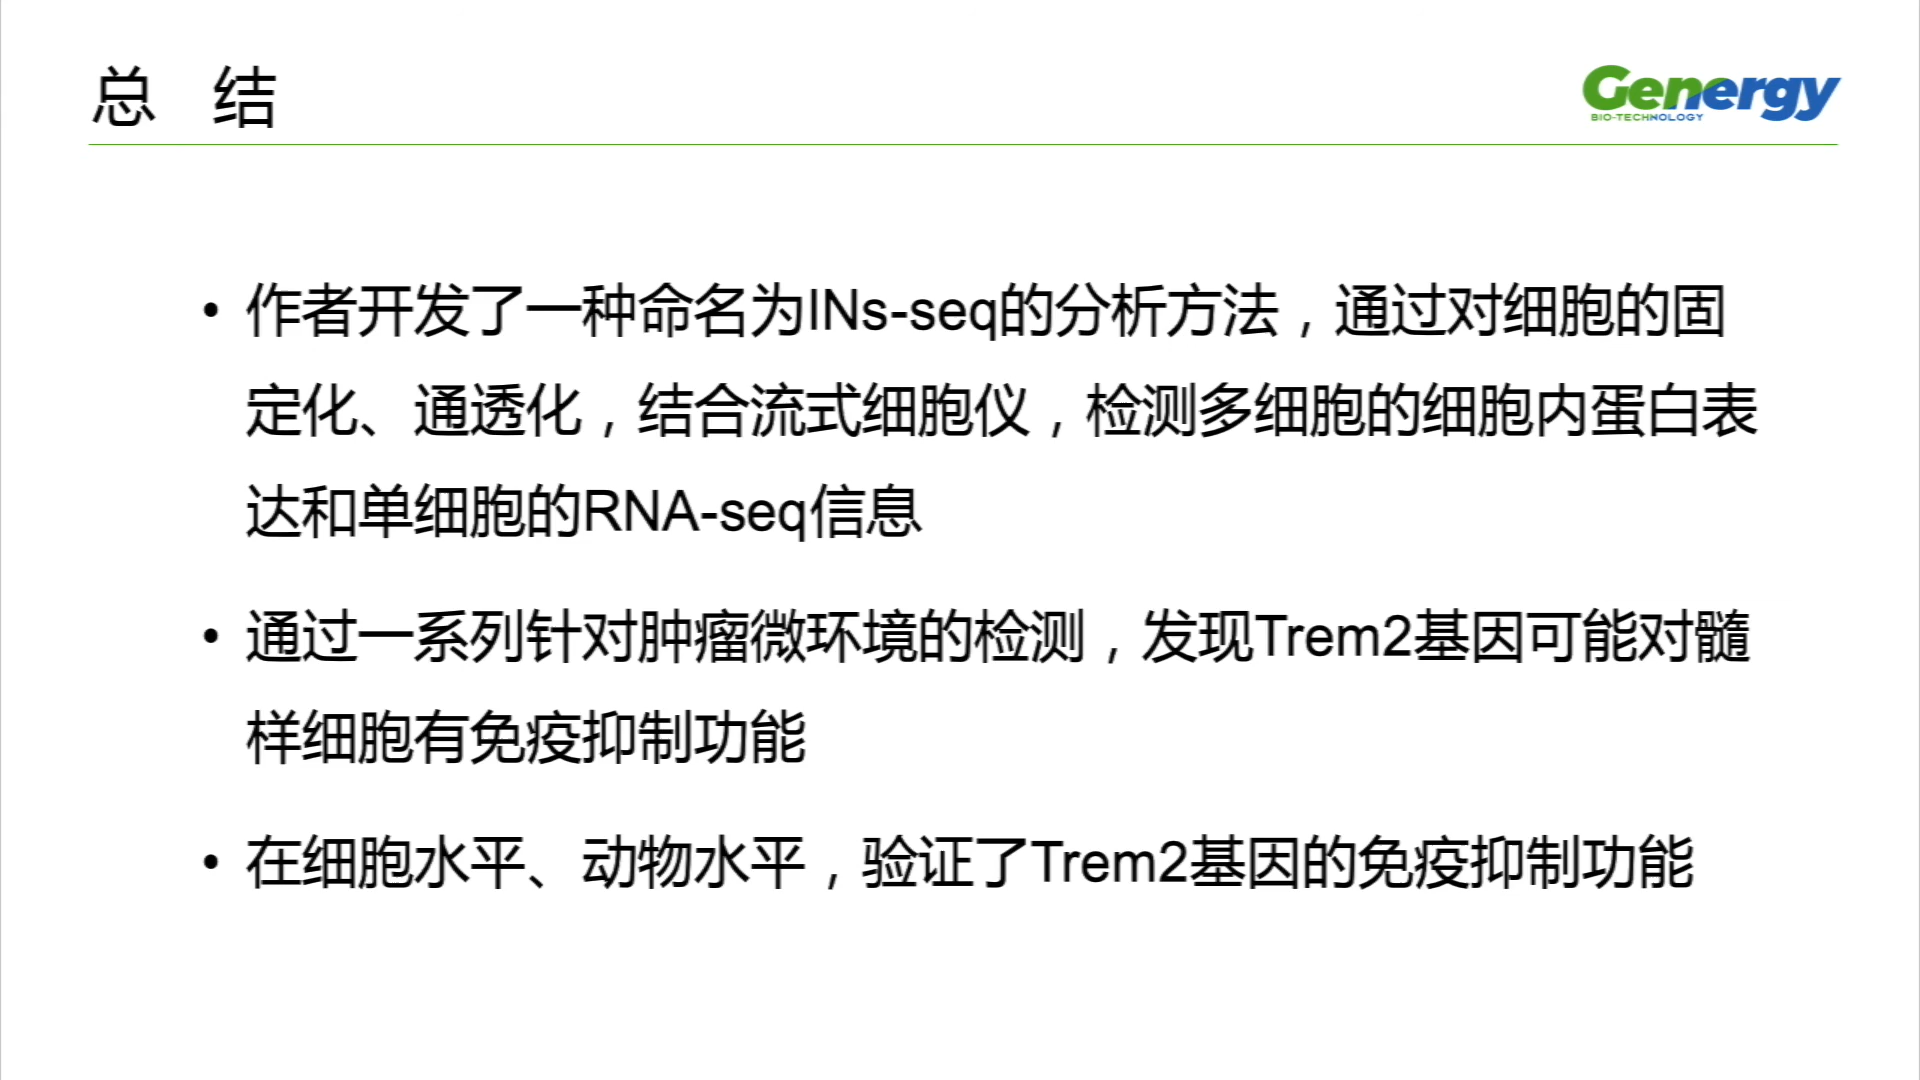 总 结
Genergy
BIO-TECHNOLOGY
• 作者开发了一种命名为INs-seq的分析方法，通过对细胞的固
定化、通透化，结合流式细胞仪，检测多细胞的细胞内蛋白表
达和单细胞的RNA-seq信息
• 通过一系列针对肿瘤微环境的检测，发现Trem2基因可能对髓
样细胞有免疫抑制功能
• 在细胞水平、动物水平，验证了Trem2基因的免疫抑制功能